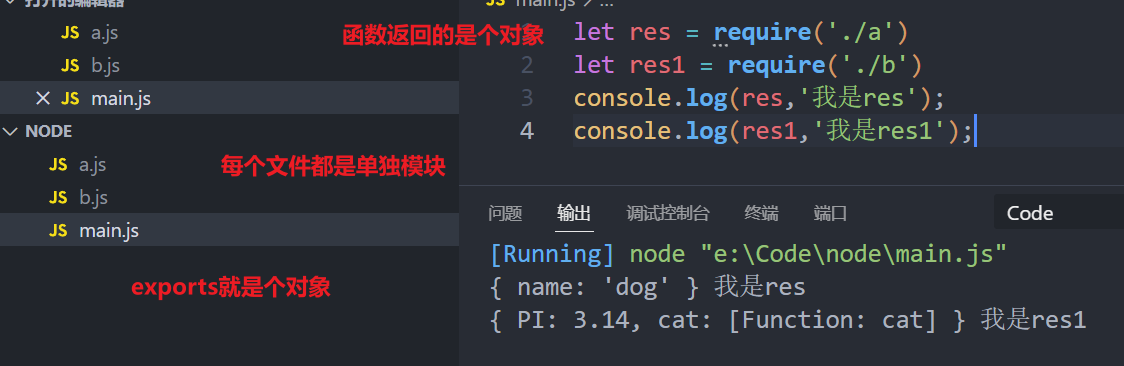 打开的编辑器
JS a.js
JS b.js
JS main.js
NODE
JS a.js
JS b.js
JS main.js
函数返回的是个对象
每个文件都是单独模块
exports就是个对象
JS main.js / ...
let res = require('./a')
2 let res1 = require('./b')
3 console.log(res,'我是res');
4 console.log(res1,'我是res1');
问题 输出 调试控制台 终端 端口 Code
[Running] node "e:\Code\node\main.js"
{ name: 'dog' } 我是res
{ PI: 3.14, cat: [Function: cat] } 我是res1